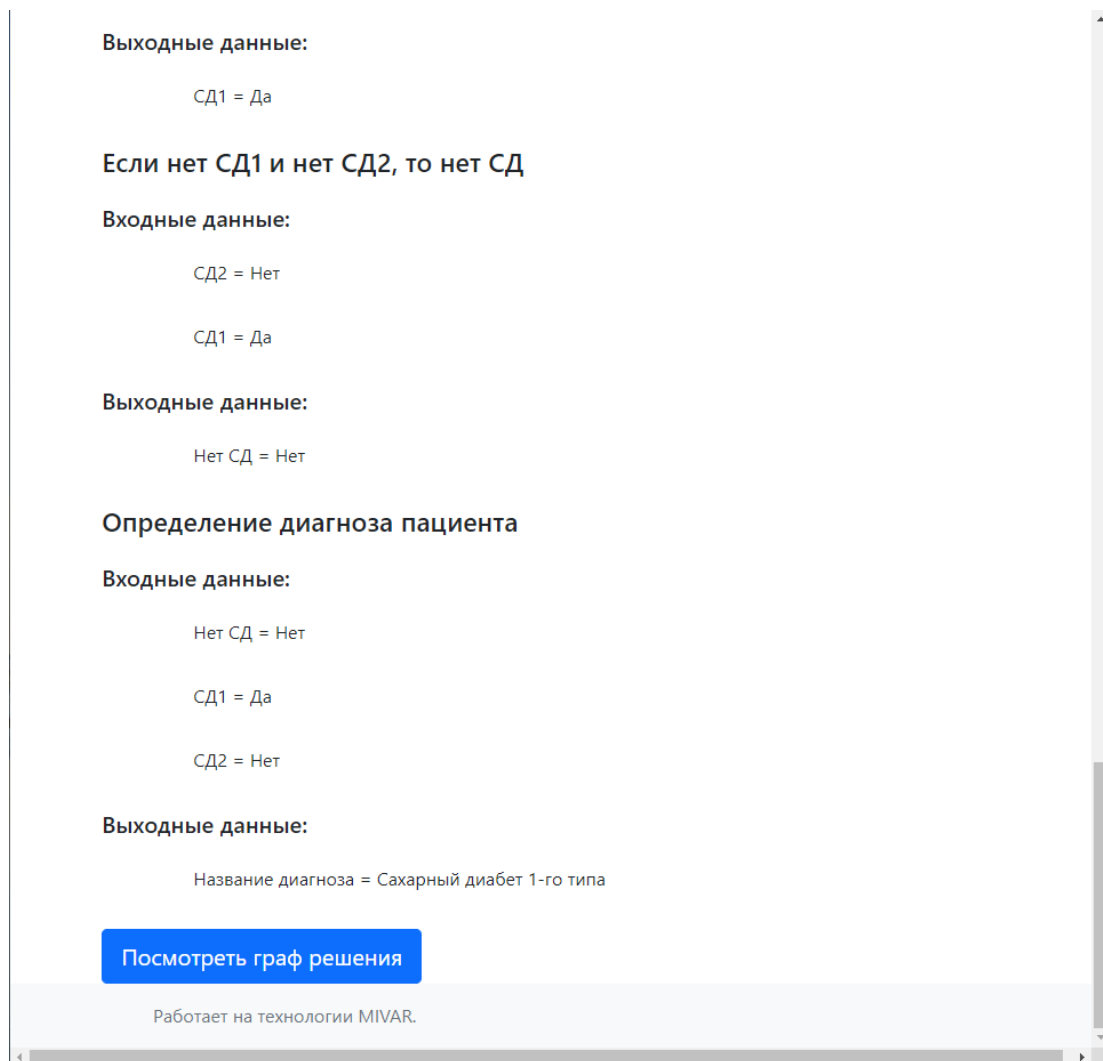 Выходные данные:
СД1 = Да
Если нет СД1 и нет СД2, то нет СД
Входные данные:
СД2 = Нет
СД1 = Да
Выходные данные:
Нет СД = Нет
Определение диагноза пациента
Входные данные:
Нет СД = Нет
СД1 = Да
СД2 = Нет
Выходные данные:
Название диагноза = Сахарный диабет 1-го типа
Посмотреть граф решения
Работает на технологии MIVAR.